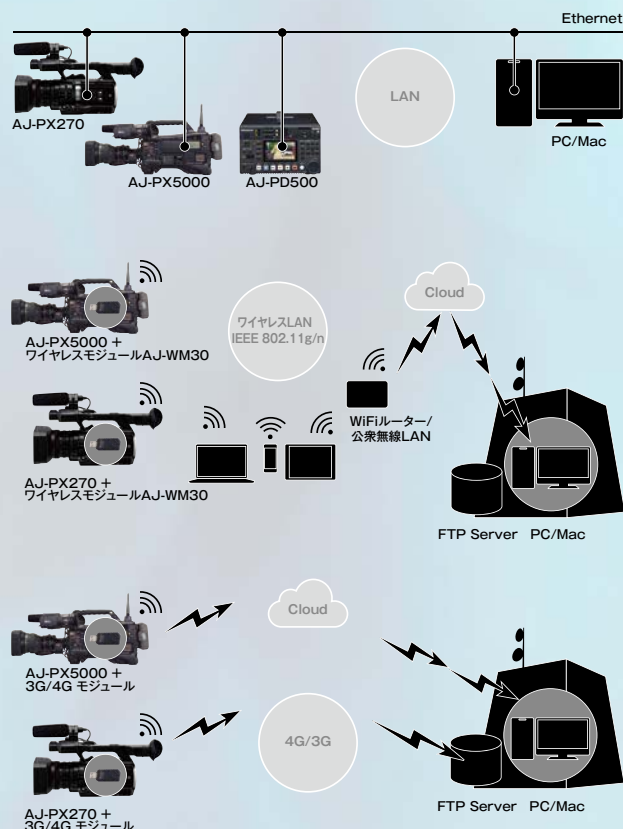 Ethernet
LAN
AJ-PX270
AJ-PX5000
AJ-PD500
PC/Mac
AJ-PX5000 +
ワイヤレスモジュールAJ-WM30
ワイヤレスLAN
IEEE 802.11g/n
Cloud
WiFiルーター/
公衆無線LAN
AJ-PX270 +
ワイヤレスモジュールAJ-WM30
FTP Server PC/Mac
Cloud
AJ-PX5000 +
3G/4G モジュール
4G/3G
AJ-PX270 +
3G/4G モジュール
FTP Server PC/Mac